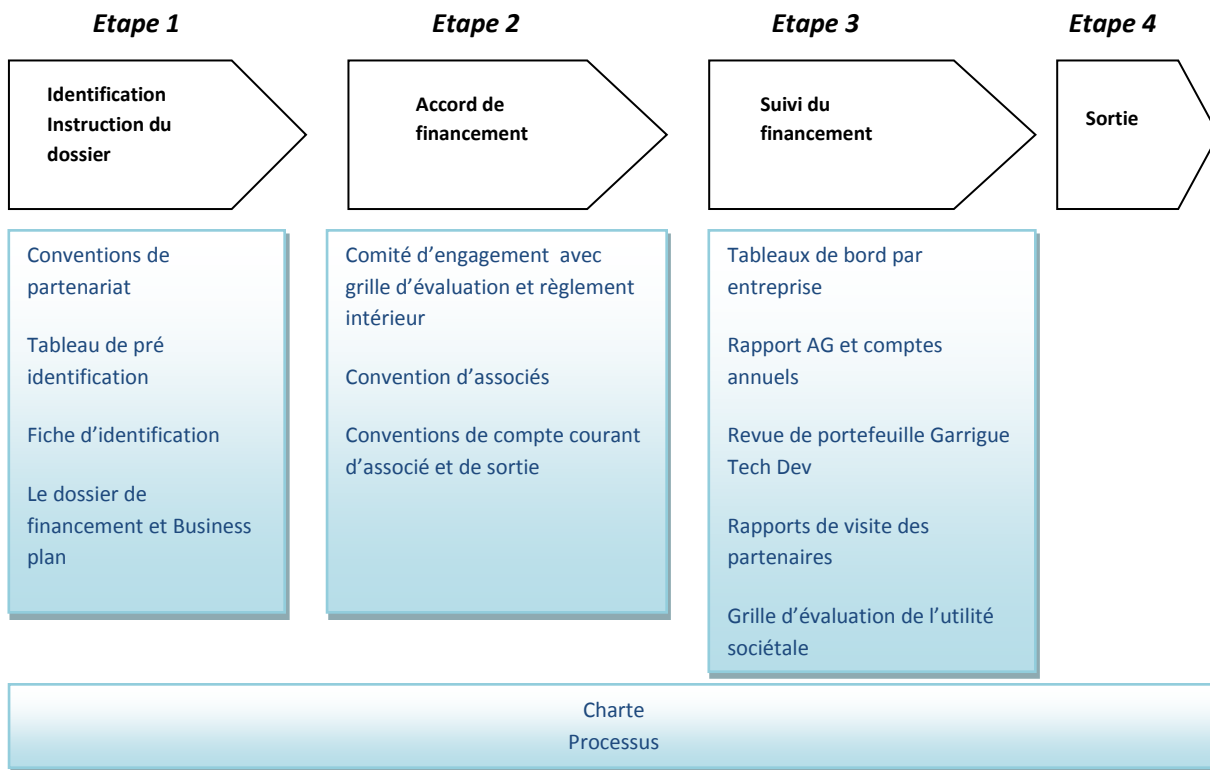 Etape 1
Etape 2
Etape 3
Etape 4
Identification
Instruction du
dossier
Accord de
financement
Suivi du
financement
Sortie
Conventions de
partenariat
Tableau de pré
identification
Fiche d’identification
Le dossier de
financement et Business
plan
Comité d’engagement avec
grille d’évaluation et règlement
intérieur
Convention d’associés
Conventions de compte courant
d’associé et de sortie
Tableaux de bord par
entreprise
Rapport AG et comptes
annuels
Revue de portefeuille Garrigue
Tech Dev
Rapports de visite des
partenaires
Grille d’évaluation de l’utilité
sociétale
Charte
Processus